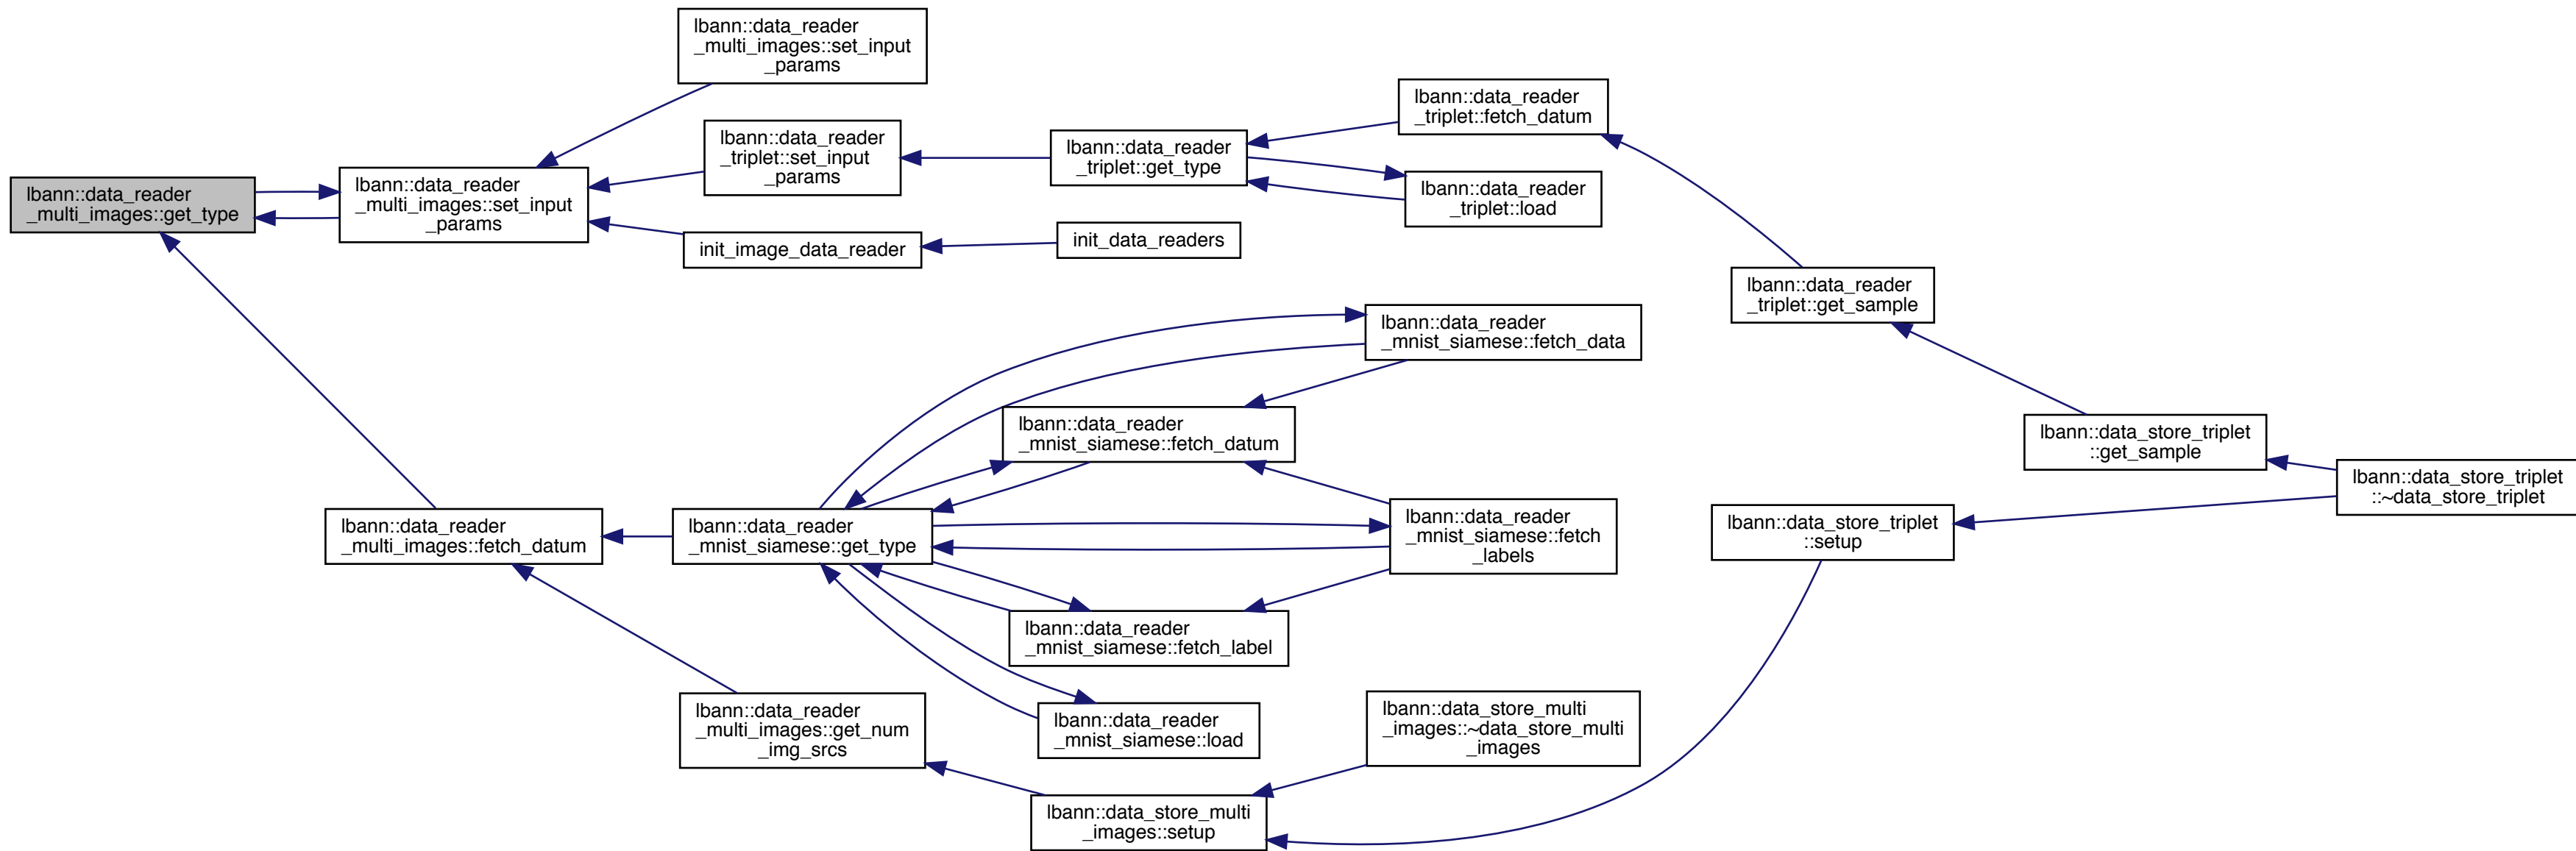 lbann::data_reader
_multi_images::get_type
lbann::data_reader
_multi_images::set_input
_params
lbann::data_reader
_multi_images::set_input
_params
lbann::data_reader
_triplet::set_input
_params
init_image_data_reader
lbann::data_reader
_triplet::get_type
init_data_readers
lbann::data_reader
_triplet::fetch_datum
lbann::data_reader
_triplet::load
lbann::data_reader
_triplet::get_sample
lbann::data_store_triplet
::get_sample
lbann::data_store_triplet
::~data_store_triplet
lbann::data_store_triplet
::setup
lbann::data_reader
_multi_images::fetch_datum
lbann::data_reader
_mnist_siamese::get_type
lbann::data_reader
_mnist_siamese::fetch_data
lbann::data_reader
_mnist_siamese::fetch_datum
lbann::data_reader
_mnist_siamese::fetch
_labels
lbann::data_reader
_mnist_siamese::fetch_label
lbann::data_reader
_mnist_siamese::load
lbann::data_reader
_multi_images::get_num
_img_srcs
lbann::data_store_multi
_images::setup
lbann::data_store_multi
_images::~data_store_multi
_images